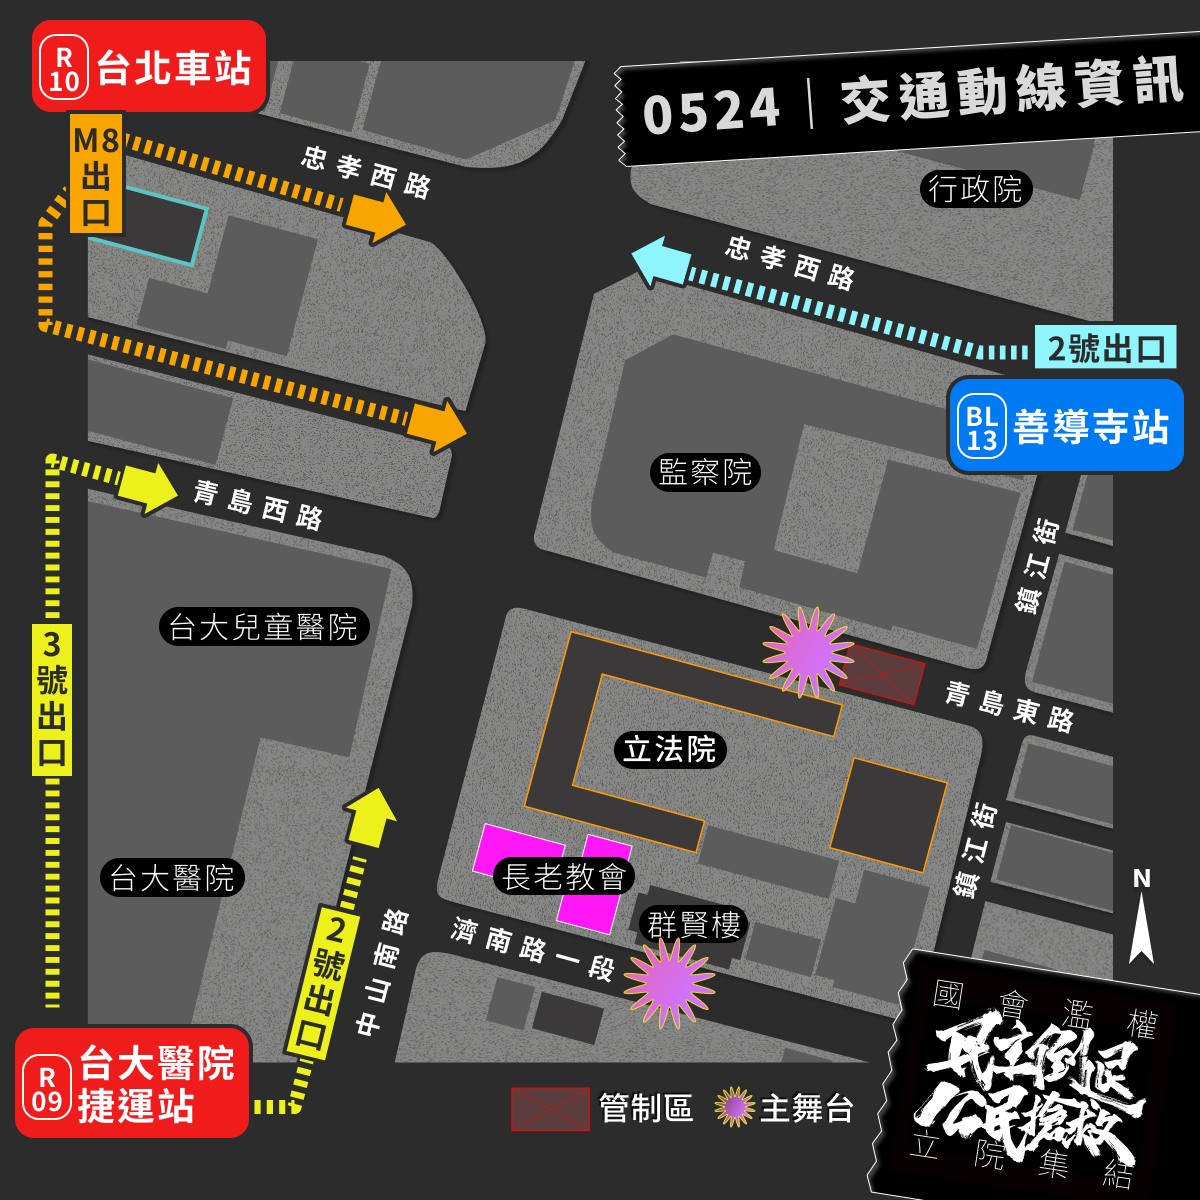 R
10
台北車站
0524｜交通動線資訊
M8
出
口
忠孝西路
行政院
忠孝西路
2號出口
BL
13
善導寺站
監察院
青島西路
鎮江街
台大兒童醫院
3
號
出
口
青島東路
立法院
鎮江街
長老教會
台大醫院
群賢樓
2
號
出
口
中山南路
濟南路一段
N
R
09
台大醫院
捷運站
管制區
主舞台
國會濫權
民主倒退
公民搶救
立院集結